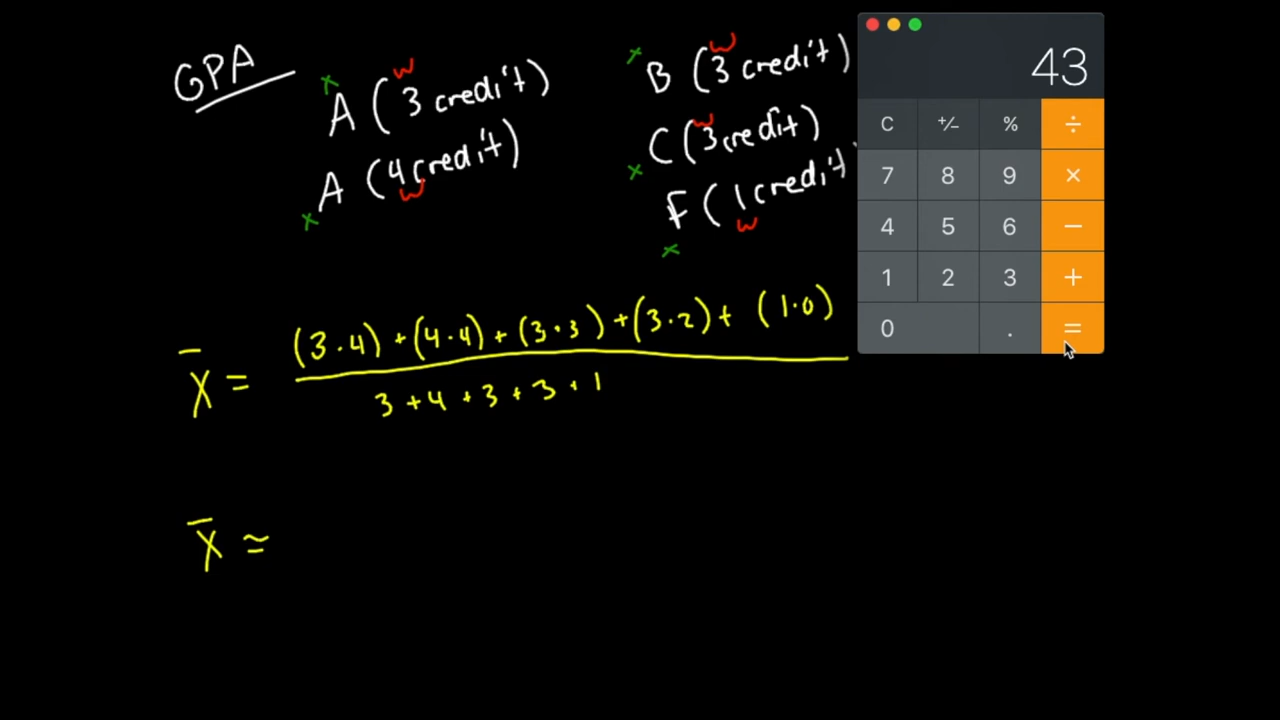 GPA
x
w
A (3 credit)
A (4 credit)
w
x
x
w
B (3 credit)
w
C (3 credit)
x
F (1 credit)
w
x
X̄ = (3·4) + (4·4) + (3·3) + (3·2) + (1·0)
3 + 4 + 3 + 3 + 1
X̄ ≈
43
C +/− % ÷
7 8 9 ×
4 5 6 −
1 2 3 +
0 . =